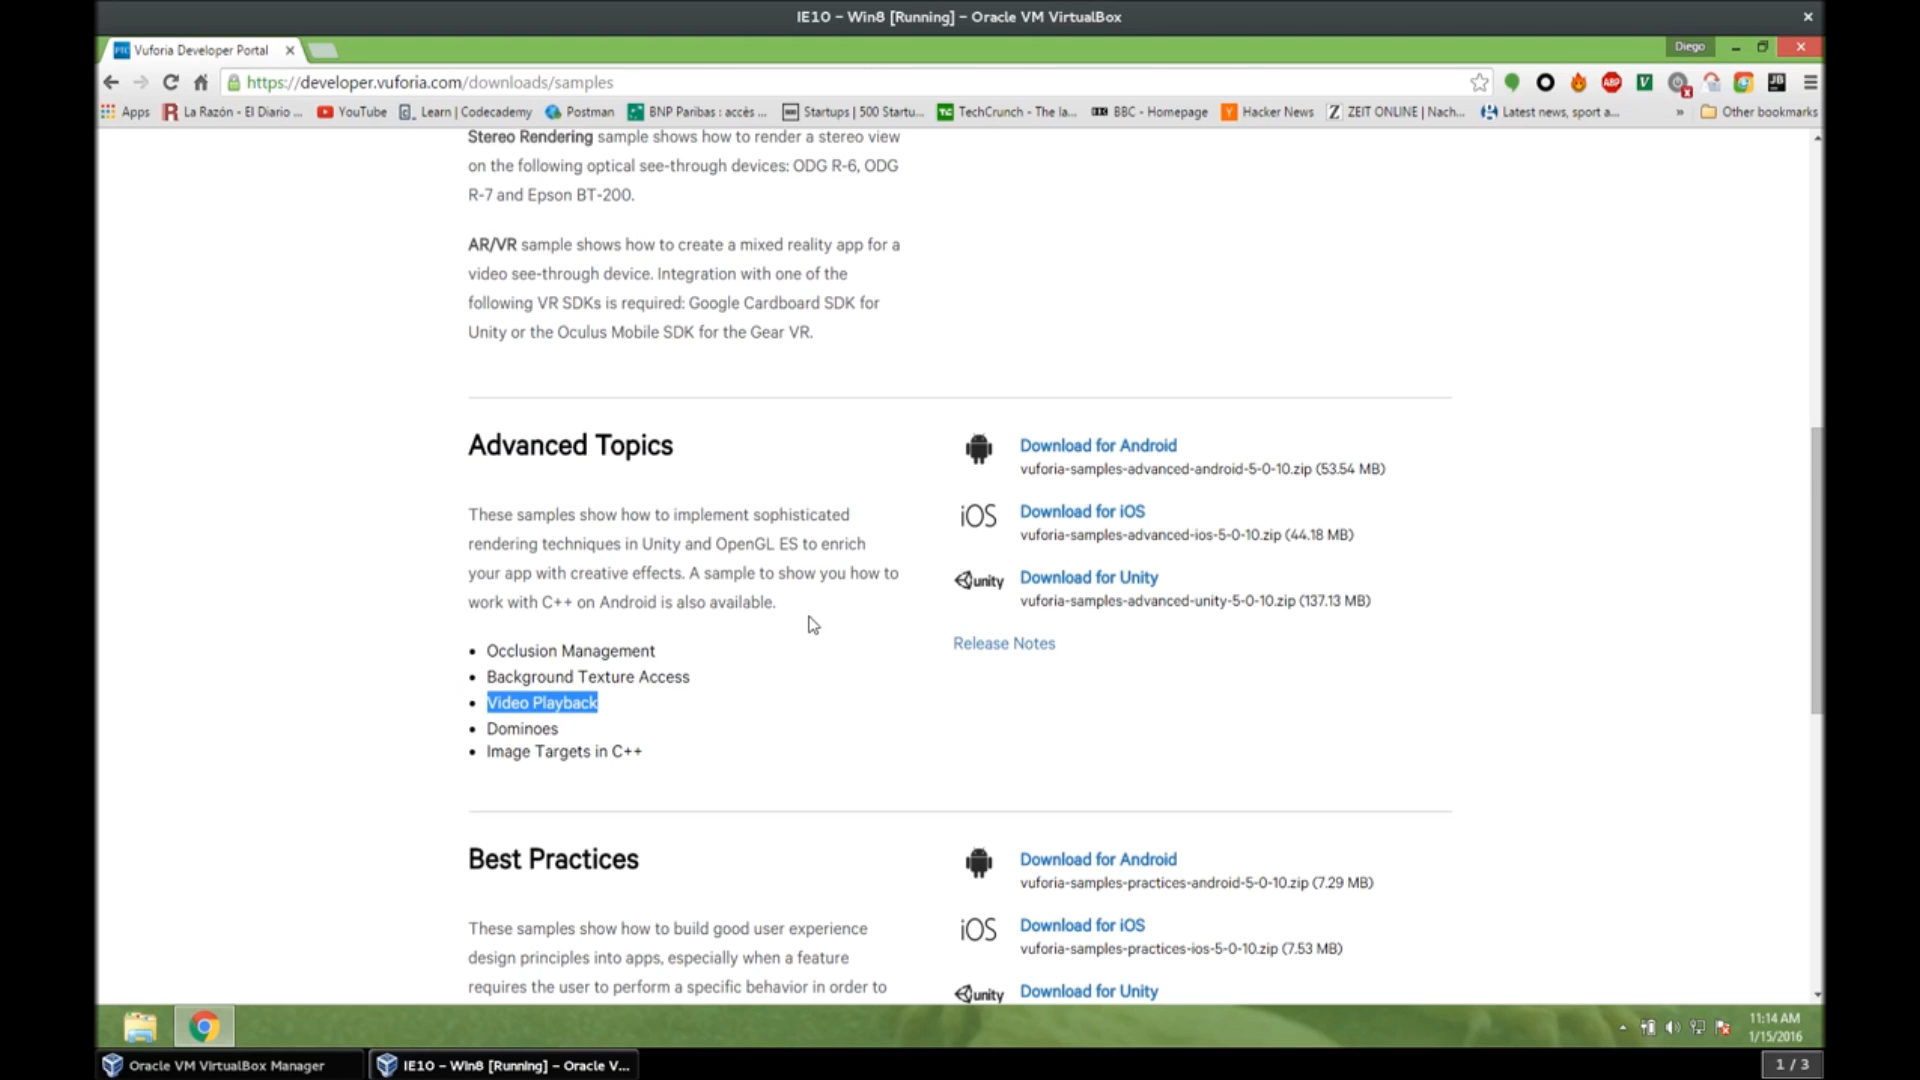 IE10 – Win8 [Running] – Oracle VM VirtualBox
×
PTC Vuforia Developer Portal ×
Diego
https://developer.vuforia.com/downloads/samples
ABP
V
JB
Apps
R La Razón - El Diario ...
YouTube
Learn | Codecademy
Postman
BNP Paribas : accès ...
Startups | 500 Startu...
TechCrunch - The la...
BBC - Homepage
Y Hacker News
Z ZEIT ONLINE | Nach...
Latest news, sport a...
»
Other bookmarks
Stereo Rendering sample shows how to render a stereo view
on the following optical see-through devices: ODG R-6, ODG
R-7 and Epson BT-200.
AR/VR sample shows how to create a mixed reality app for a
video see-through device. Integration with one of the
following VR SDKs is required: Google Cardboard SDK for
Unity or the Oculus Mobile SDK for the Gear VR.
Advanced Topics
These samples show how to implement sophisticated
rendering techniques in Unity and OpenGL ES to enrich
your app with creative effects. A sample to show you how to
work with C++ on Android is also available.
• Occlusion Management
• Background Texture Access
• Video Playback
• Dominoes
• Image Targets in C++
Download for Android
vuforia-samples-advanced-android-5-0-10.zip (53.54 MB)
iOS Download for iOS
vuforia-samples-advanced-ios-5-0-10.zip (44.18 MB)
unity Download for Unity
vuforia-samples-advanced-unity-5-0-10.zip (137.13 MB)
Release Notes
Best Practices
These samples show how to build good user experience
design principles into apps, especially when a feature
requires the user to perform a specific behavior in order to
Download for Android
vuforia-samples-practices-android-5-0-10.zip (7.29 MB)
iOS Download for iOS
vuforia-samples-practices-ios-5-0-10.zip (7.53 MB)
unity Download for Unity
11:14 AM
1/15/2016
Oracle VM VirtualBox Manager
IE10 – Win8 [Running] – Oracle V...
1 / 3